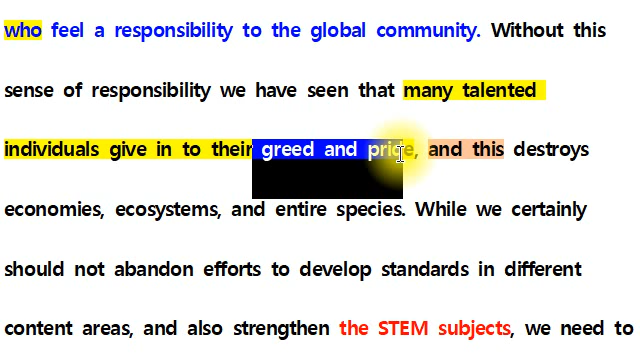 who feel a responsibility to the global community. Without this
sense of responsibility we have seen that many talented
individuals give in to their greed and pride, and this destroys
economies, ecosystems, and entire species. While we certainly
should not abandon efforts to develop standards in different
content areas, and also strengthen the STEM subjects, we need to